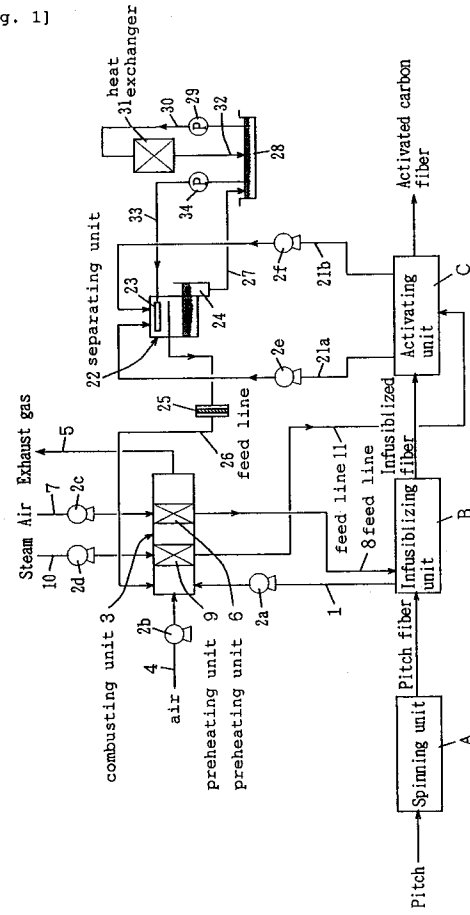 g. 1]
heat
exchanger
31
30
29
P
32
28
33
P
34
27
22 separating unit
23
24
2f
21b
2e
21a
25
26
feed line
Steam Air Exhaust gas
10
7
5
2d
2c
combusting unit 3
2b
4
air
preheating unit 9
preheating unit 6
2a
1
feed line 11
8 feed line
Pitch
Spinning unit
A
Pitch fiber
Infusiblizing
unit
B
Infusiblized
fiber
Activating
unit
C
Activated carbon
fiber